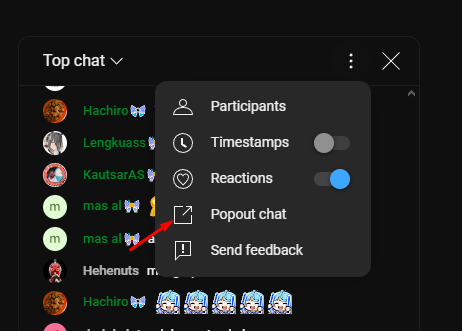 Top chat
Hachiro
Participants
Lengkuass
Timestamps
KautsarAS
Reactions
m
mas al
Popout chat
m
mas al
a
Send feedback
Hehenuts
Hachiro